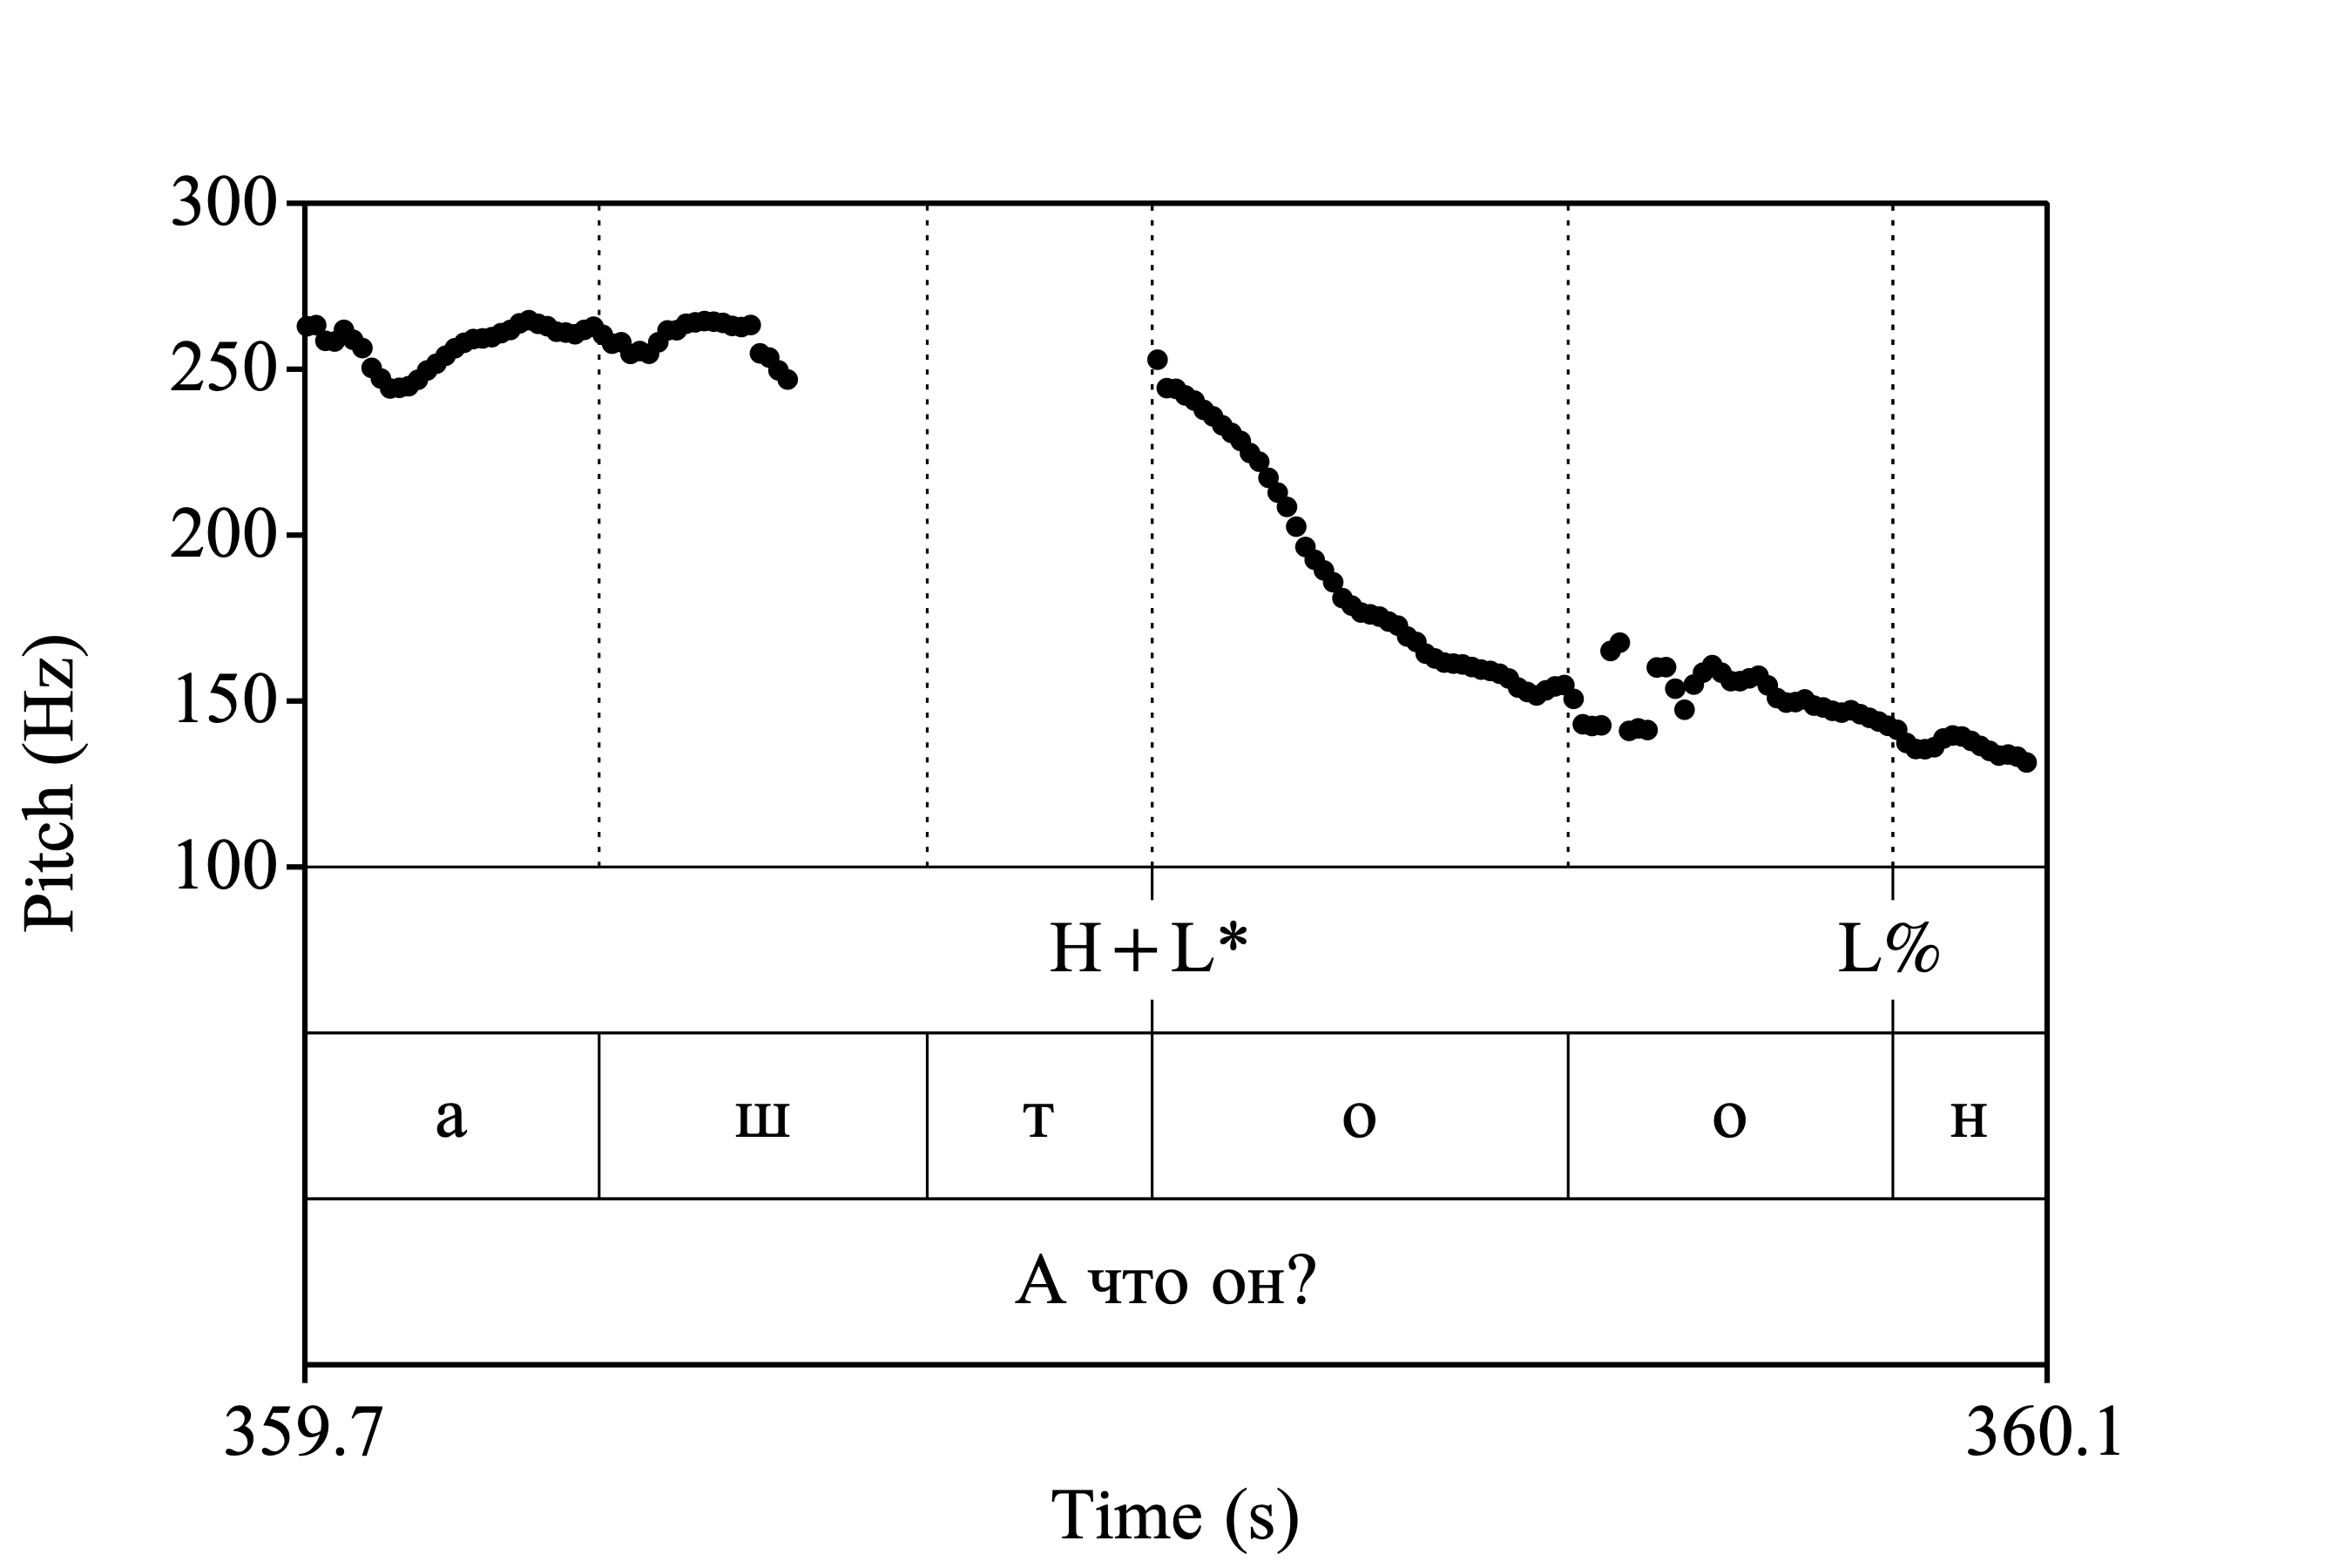 300
250
200
150
100
Pitch (Hz)
H+L* L%
а ш т о о н
А что он?
359.7 360.1
Time (s)